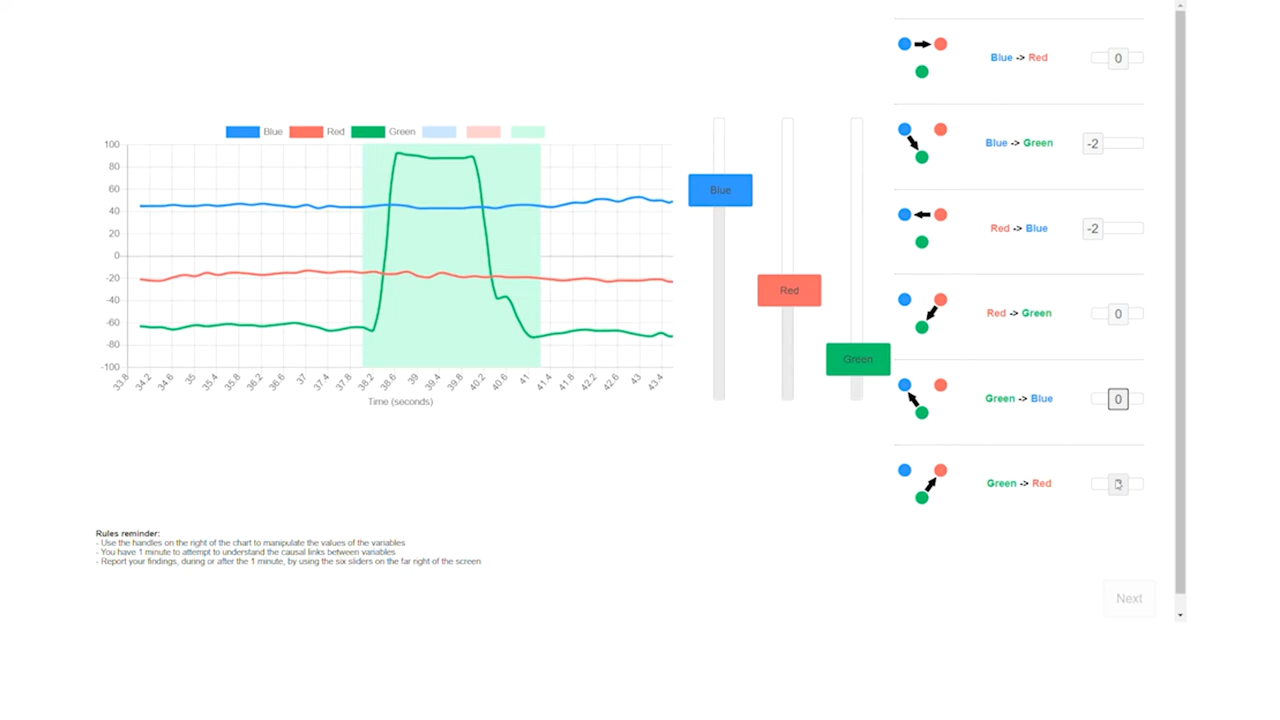 Blue Red Green
100
80
60
40
20
0
-20
-40
-60
-80
-100
33.8 34.2 34.6 35 35.4 35.8 36.2 36.6 37 37.4 37.8 38.2 38.6 39 39.4 39.8 40.2 40.6 41 41.4 41.8 42.2 42.6 43 43.4
Time (seconds)
Blue
Red
Green
Blue -> Red 0
Blue -> Green -2
Red -> Blue -2
Red -> Green 0
Green -> Blue 0
Green -> Red
Rules reminder:
- Use the handles on the right of the chart to manipulate the values of the variables
- You have 1 minute to attempt to understand the causal links between variables
- Report your findings, during or after the 1 minute, by using the six sliders on the far right of the screen
Next